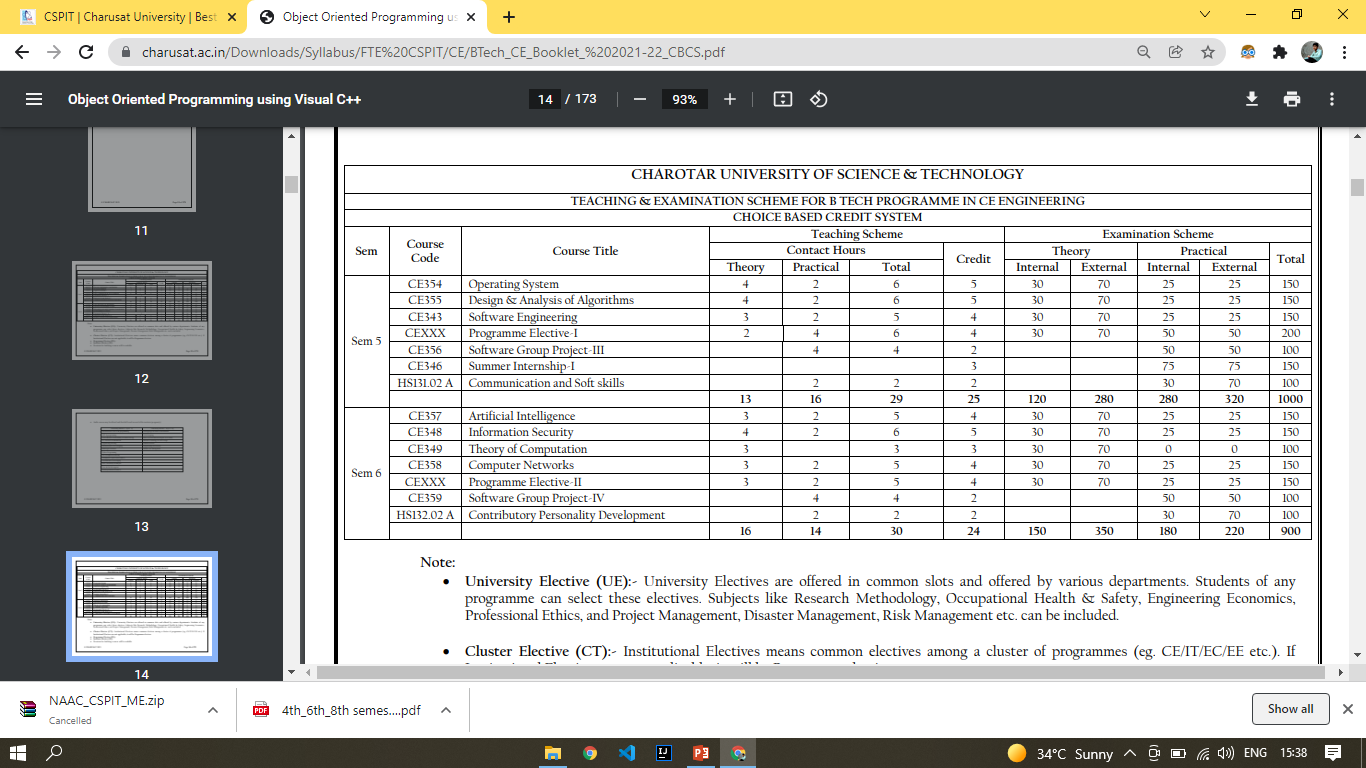 CSPIT | Charusat University | Best
Object Oriented Programming us
charusat.ac.in/Downloads/Syllabus/FTE%20CSPIT/CE/BTech_CE_Booklet_%202021-22_CBCS.pdf
Object Oriented Programming using Visual C++
14 / 173
93%
11
12
13
14
CHAROTAR UNIVERSITY OF SCIENCE & TECHNOLOGY
TEACHING & EXAMINATION SCHEME FOR B TECH PROGRAMME IN CE ENGINEERING
CHOICE BASED CREDIT SYSTEM
Sem Course Code Course Title Teaching Scheme Examination Scheme
Contact Hours Credit Theory Practical Total
Theory Practical Total Internal External Internal External
Sem 5
CE354 Operating System 4 2 6 5 30 70 25 25 150
CE355 Design & Analysis of Algorithms 4 2 6 5 30 70 25 25 150
CE343 Software Engineering 3 2 5 4 30 70 25 25 150
CEXXX Programme Elective-I 2 4 6 4 30 70 50 50 200
CE356 Software Group Project-III 4 4 2 50 50 100
CE346 Summer Internship-I 3 75 75 150
HS131.02 A Communication and Soft skills 2 2 2 30 70 100
13 16 29 25 120 280 280 320 1000
Sem 6
CE357 Artificial Intelligence 3 2 5 4 30 70 25 25 150
CE348 Information Security 4 2 6 5 30 70 25 25 150
CE349 Theory of Computation 3 3 3 30 70 0 0 100
CE358 Computer Networks 3 2 5 4 30 70 25 25 150
CEXXX Programme Elective-II 3 2 5 4 30 70 25 25 150
CE359 Software Group Project-IV 4 4 2 50 50 100
HS132.02 A Contributory Personality Development 2 2 2 30 70 100
16 14 30 24 150 350 180 220 900
Note:
• University Elective (UE):- University Electives are offered in common slots and offered by various departments. Students of any
programme can select these electives. Subjects like Research Methodology, Occupational Health & Safety, Engineering Economics,
Professional Ethics, and Project Management, Disaster Management, Risk Management etc. can be included.
• Cluster Elective (CT):- Institutional Electives means common electives among a cluster of programmes (eg. CE/IT/EC/EE etc.). If
NAAC_CSPIT_ME.zip
Cancelled
4th_6th_8th semes....pdf
Show all
34°C Sunny
ENG
15:38